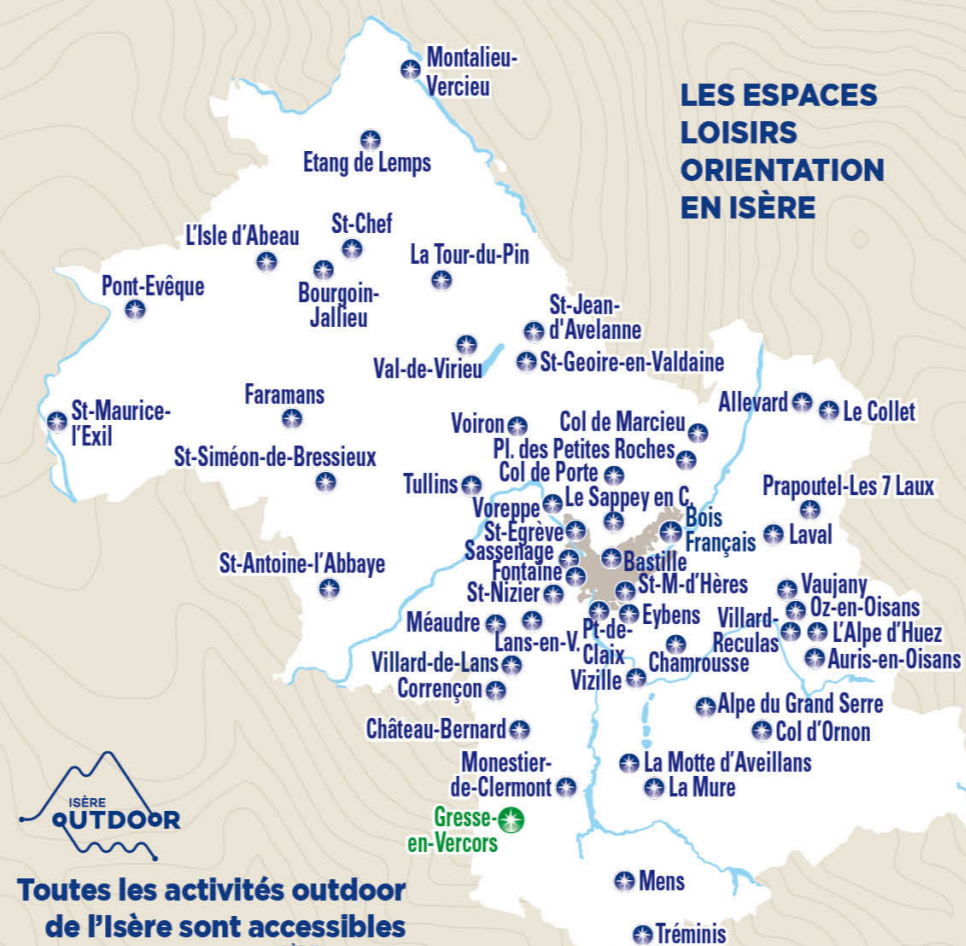 Montalieu-
Vercieu
LES ESPACES
LOISIRS
ORIENTATION
EN ISÈRE
Etang de Lemps
St-Chef
L'Isle d'Abeau
La Tour-du-Pin
Pont-Evêque
Bourgoin-
Jallieu
St-Jean-
d'Avelanne
Val-de-Virieu
St-Geoire-en-Valdaine
Faramans
St-Maurice-
l'Exil
Voiron
Col de Marcieu
Allevard
Le Collet
St-Siméon-de-Bressieux
Pl. des Petites Roches
Col de Porte
Tullins
Prapoutel-Les 7 Laux
Voreppe
Le Sappey en C.
St-Egrève
Bois
Français
Laval
Sassenage
Bastille
St-Antoine-l'Abbaye
Fontaine
St-M-d'Hères
Vaujany
St-Nizier
Oz-en-Oisans
Méaudre
Lans-en-V.
Pt-de-
Claix
Eybens
Villard-
Reculas
L'Alpe d'Huez
Villard-de-Lans
Chamrousse
Auris-en-Oisans
Corrençon
Vizille
Alpe du Grand Serre
Château-Bernard
Col d'Ornon
Monestier-
de-Clermont
La Motte d'Aveillans
La Mure
Gresse-
en-Vercors
ISÈRE
OUTDOOR
Mens
Toutes les activités outdoor
de l'Isère sont accessibles
Tréminis